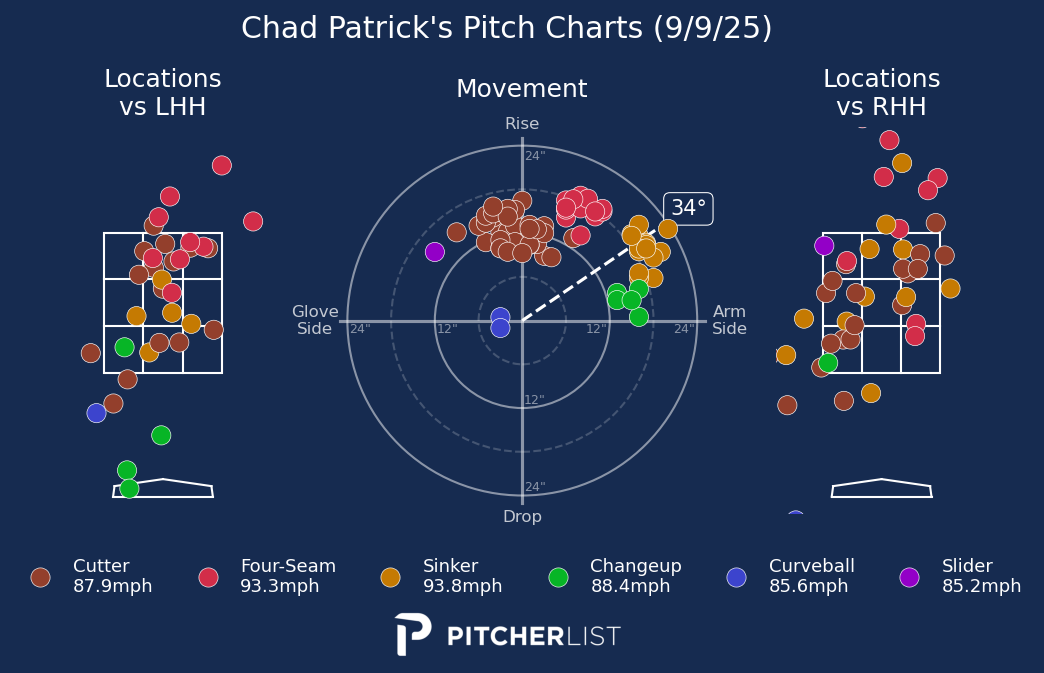 Chad Patrick's Pitch Charts (9/9/25)
Locations
vs LHH
Movement
Locations
vs RHH
Rise
24"
34°
Glove
Side
24"
12"
12"
24"
Arm
Side
12"
24"
Drop
Cutter
87.9mph
Four-Seam
93.3mph
Sinker
93.8mph
Changeup
88.4mph
Curveball
85.6mph
Slider
85.2mph
PITCHERLIST